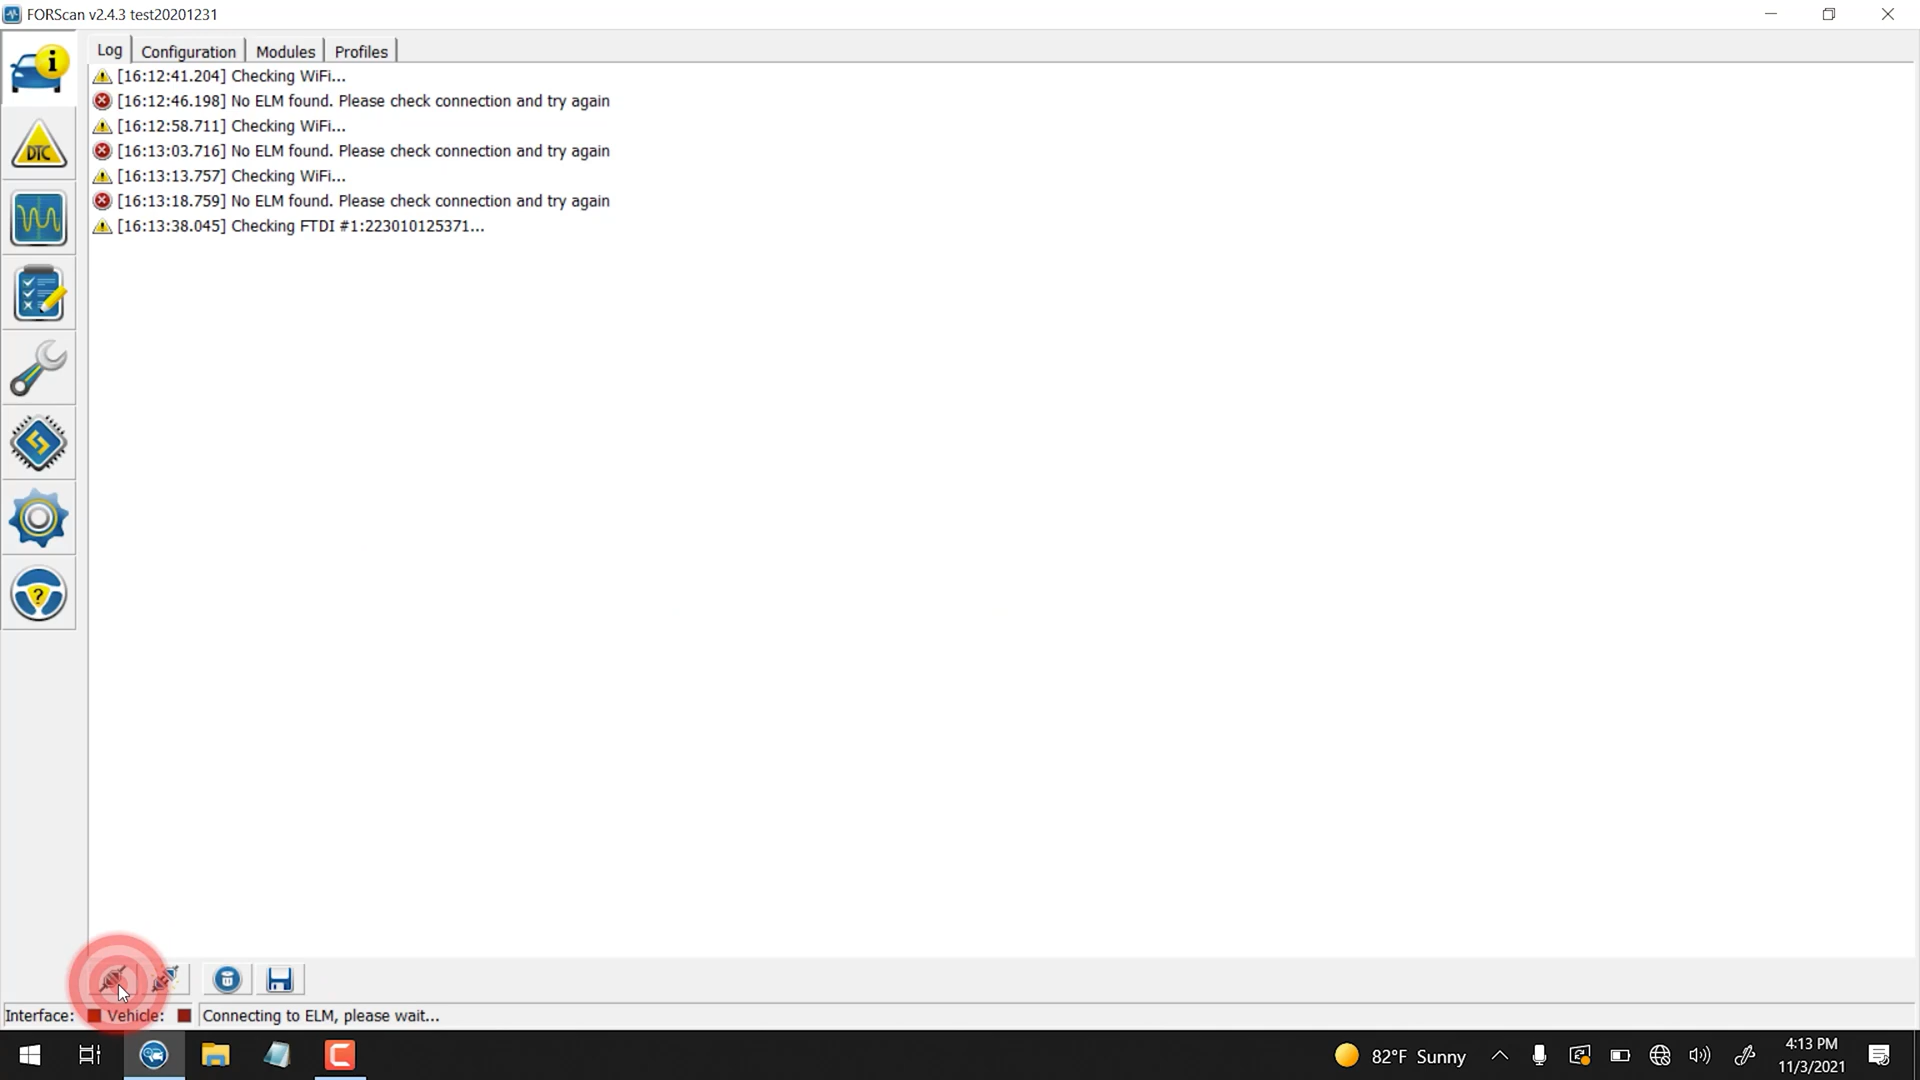 FORScan v2.4.3 test20201231
Log Configuration Modules Profiles
[16:12:41.204] Checking WiFi...
[16:12:46.198] No ELM found. Please check connection and try again
[16:12:58.711] Checking WiFi...
[16:13:03.716] No ELM found. Please check connection and try again
[16:13:13.757] Checking WiFi...
[16:13:18.759] No ELM found. Please check connection and try again
[16:13:38.045] Checking FTDI #1:223010125371...
DTC
Interface: Vehicle: Connecting to ELM, please wait...
82°F Sunny
4:13 PM
11/3/2021